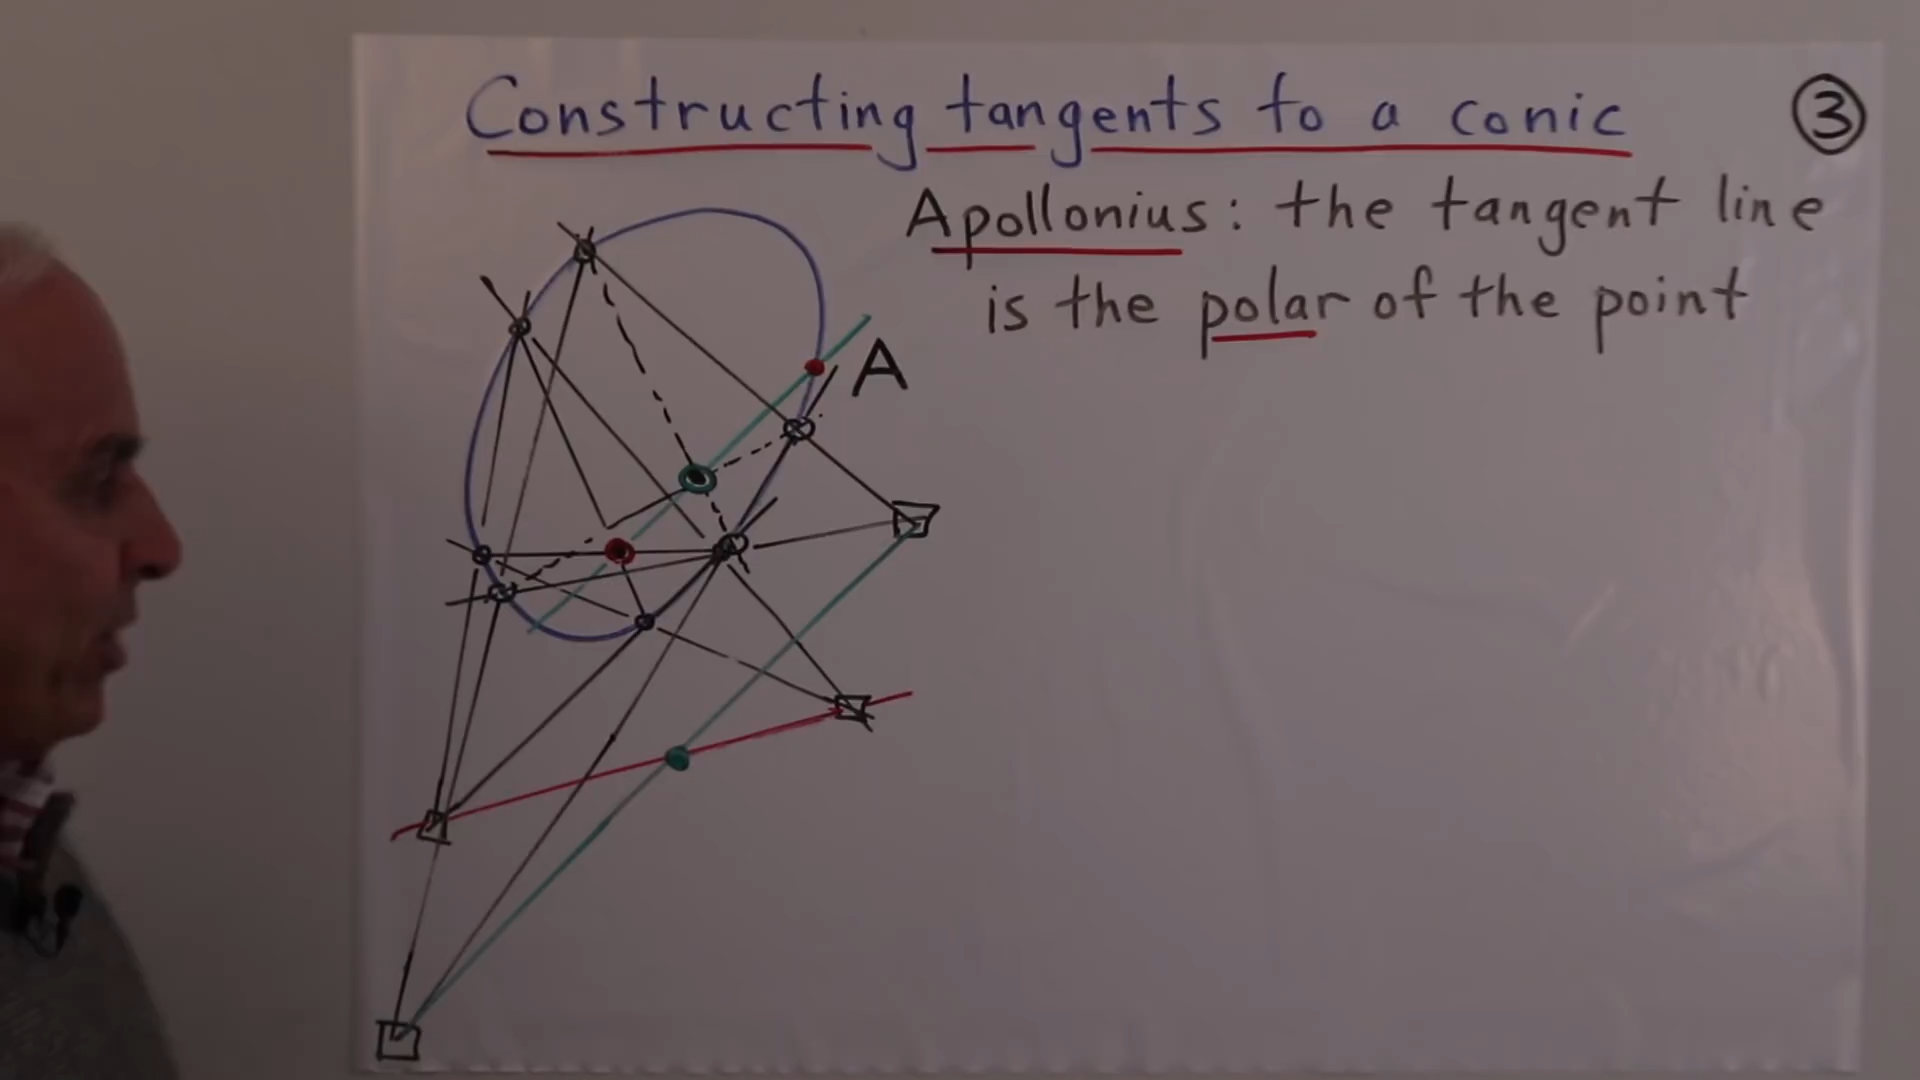 Constructing tangents to a conic
3
Apollonius: the tangent line
is the polar of the point
A